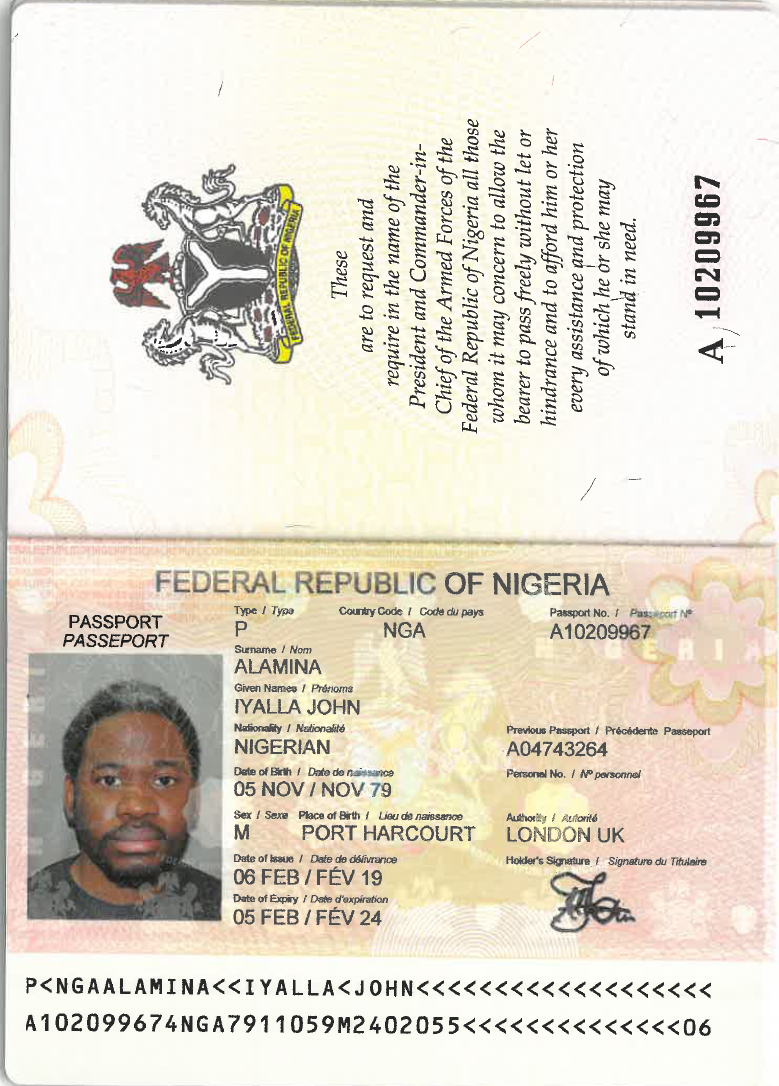 FEDERAL REPUBLIC OF NIGERIA
These
are to request and
require in the name of the
President and Commander-in-
Chief of the Armed Forces of the
Federal Republic of Nigeria all those
whom it may concern to allow the
bearer to pass freely without let or
hindrance and to afford him or her
every assistance and protection
of which he or she may
stand in need.
A 10209967
FEDERAL REPUBLIC OF NIGERIA
PASSPORT
PASSEPORT
Type / Type Country Code / Code du pays Passport No. / Passeport N°
P NGA A10209967
Surname / Nom
ALAMINA
Given Names / Prénoms
IYALLA JOHN
Nationality / Nationalité Previous Passport / Précédente Passeport
NIGERIAN A04743264
Date of Birth / Date de naissance Personal No. / N° personnel
05 NOV / NOV 79
Sex / Sexe Place of Birth / Lieu de naissance Authority / Autorité
M PORT HARCOURT LONDON UK
Date of Issue / Date de délivrance Holder's Signature / Signature du Titulaire
06 FEB / FÉV 19
Date of Expiry / Date d'expiration
05 FEB / FÉV 24
P<NGAALAMINA<<IYALLA<JOHN<<<<<<<<<<<<<<<<<<<
A102099674NGA7911059M2402055<<<<<<<<<<<<<<06